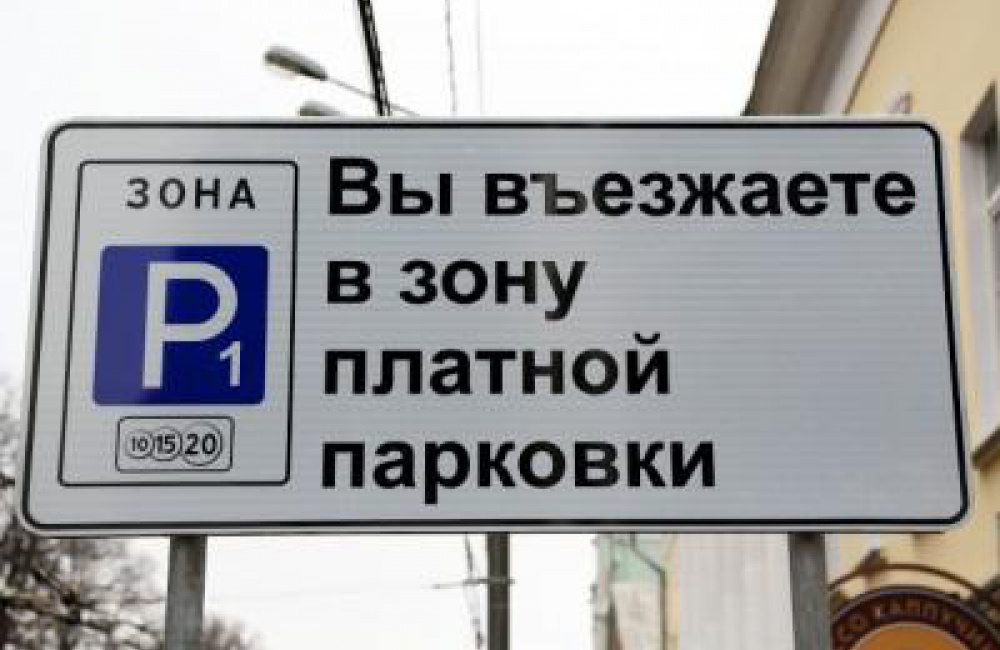 ЗОНА
P1
10 15 20
Вы въезжаете
в зону
платной
парковки